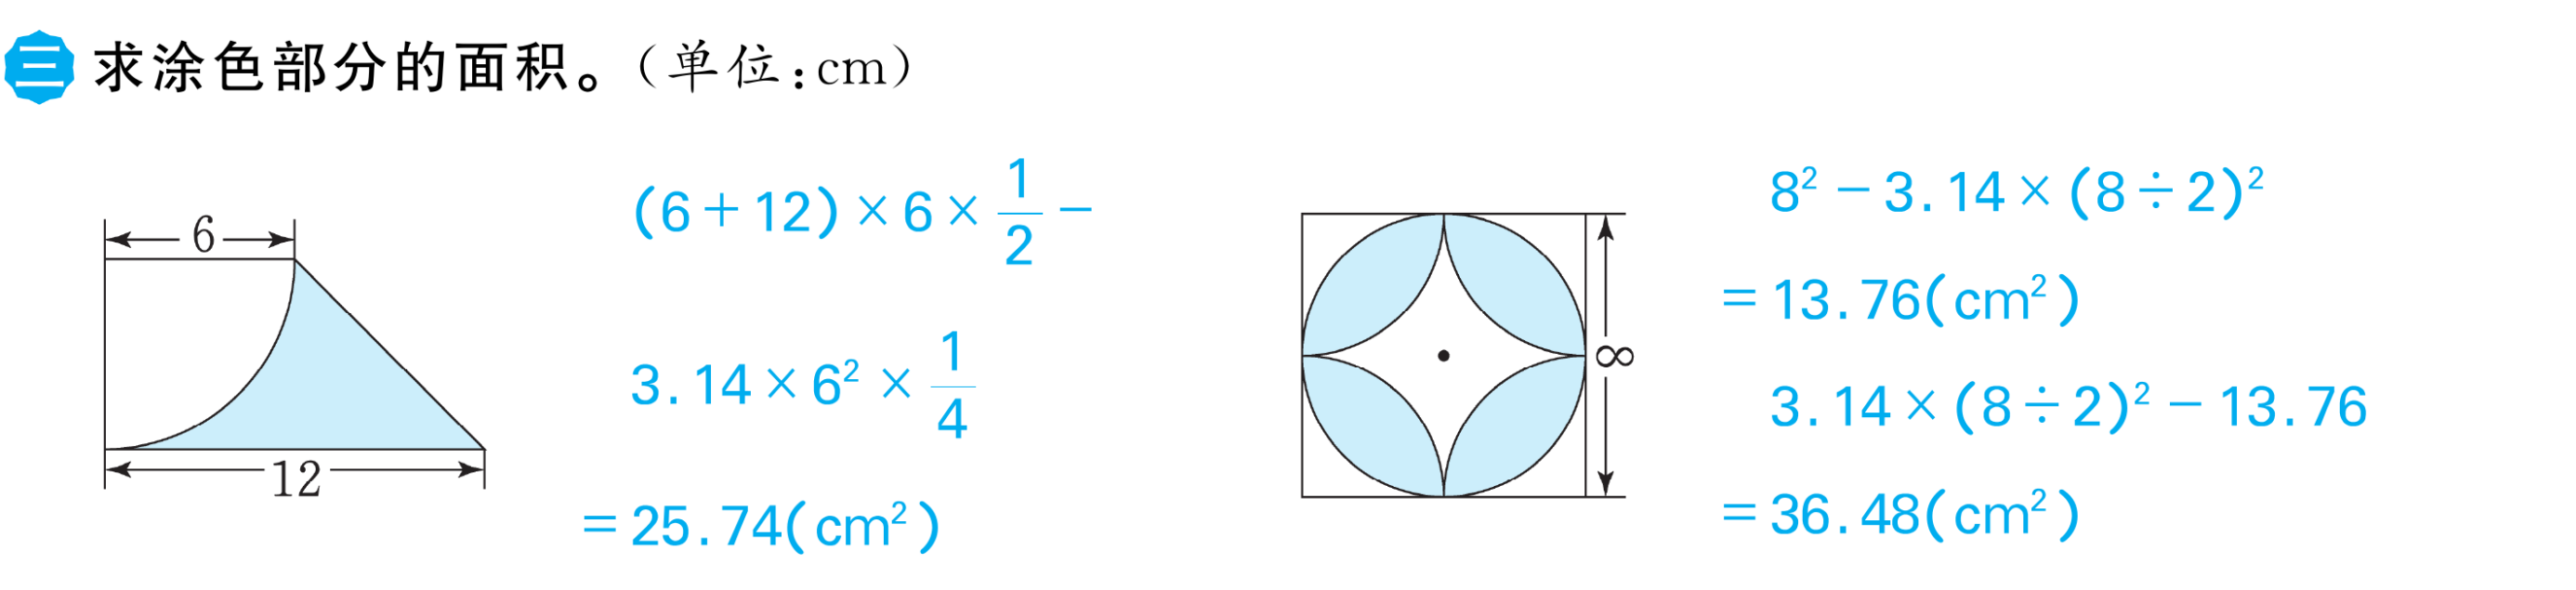 三 求涂色部分的面积。(单位:cm)
6
12
(6+12)×6×1/2-
3.14×6²×1/4
=25.74(cm²)
8
8²-3.14×(8÷2)²
=13.76(cm²)
3.14×(8÷2)²-13.76
=36.48(cm²)